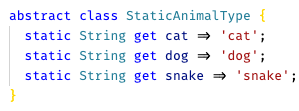 abstract class StaticAnimalType {
  static String get cat => 'cat';
  static String get dog => 'dog';
  static String get snake => 'snake';
}